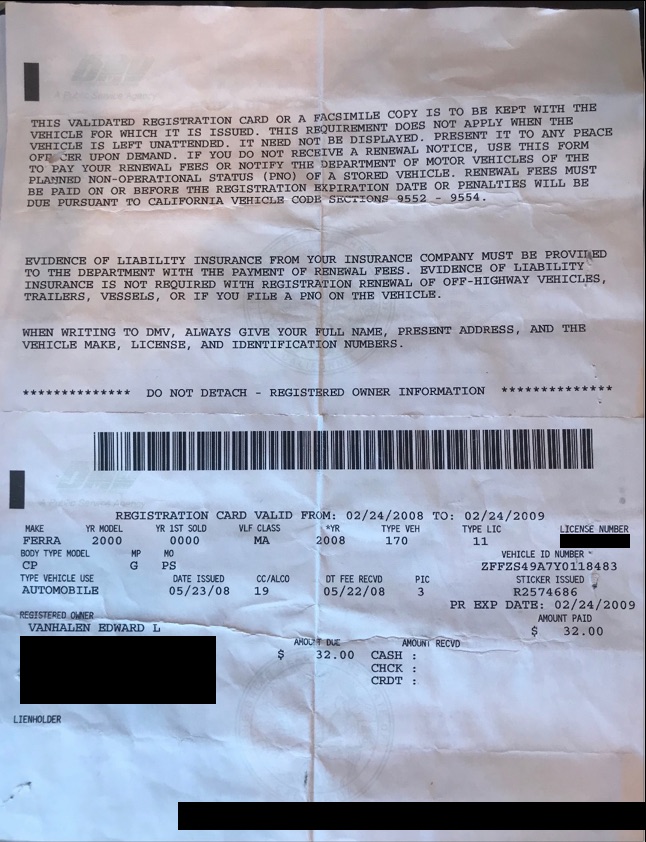 DMV
A Public Service Agency
THIS VALIDATED REGISTRATION CARD OR A FACSIMILE COPY IS TO BE KEPT WITH THE
VEHICLE FOR WHICH IT IS ISSUED. THIS REQUIREMENT DOES NOT APPLY WHEN THE
VEHICLE IS LEFT UNATTENDED. IT NEED NOT BE DISPLAYED. PRESENT IT TO ANY PEACE
OFFICER UPON DEMAND. IF YOU DO NOT RECEIVE A RENEWAL NOTICE, USE THIS FORM
TO PAY YOUR RENEWAL FEES OR NOTIFY THE DEPARTMENT OF MOTOR VEHICLES OF THE
PLANNED NON-OPERATIONAL STATUS (PNO) OF A STORED VEHICLE. RENEWAL FEES MUST
BE PAID ON OR BEFORE THE REGISTRATION EXPIRATION DATE OR PENALTIES WILL BE
DUE PURSUANT TO CALIFORNIA VEHICLE CODE SECTIONS 9552 - 9554.
EVIDENCE OF LIABILITY INSURANCE FROM YOUR INSURANCE COMPANY MUST BE PROVIDED
TO THE DEPARTMENT WITH THE PAYMENT OF RENEWAL FEES. EVIDENCE OF LIABILITY
INSURANCE IS NOT REQUIRED WITH REGISTRATION RENEWAL OF OFF-HIGHWAY VEHICLES,
TRAILERS, VESSELS, OR IF YOU FILE A PNO ON THE VEHICLE.
WHEN WRITING TO DMV, ALWAYS GIVE YOUR FULL NAME, PRESENT ADDRESS, AND THE
VEHICLE MAKE, LICENSE, AND IDENTIFICATION NUMBERS.
************** DO NOT DETACH - REGISTERED OWNER INFORMATION **************
DMV
A Public Service Agency
REGISTRATION CARD VALID FROM: 02/24/2008 TO: 02/24/2009
MAKE YR MODEL YR 1ST SOLD VLF CLASS *YR TYPE VEH TYPE LIC LICENSE NUMBER
FERRA 2000 0000 MA 2008 170 11
BODY TYPE MODEL MP MO VEHICLE ID NUMBER
CP G PS ZFFZS49A7Y0118483
TYPE VEHICLE USE DATE ISSUED CC/ALCO DT FEE RECVD PIC STICKER ISSUED
AUTOMOBILE 05/23/08 19 05/22/08 3 R2574686
PR EXP DATE: 02/24/2009
REGISTERED OWNER AMOUNT PAID
VANHALEN EDWARD L $ 32.00
AMOUNT DUE AMOUNT RECVD
$ 32.00 CASH :
CHCK :
CRDT :
LIENHOLDER